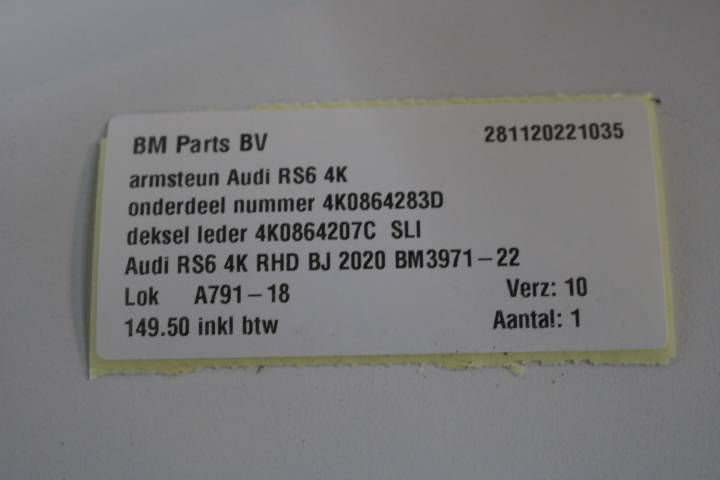 BM Parts BV 281120221035
armsteun Audi RS6 4K
onderdeel nummer 4K0864283D
deksel leder 4K0864207C SLI
Audi RS6 4K RHD BJ 2020 BM3971-22
Lok A791-18 Verz: 10
149.50 inkl btw Aantal: 1